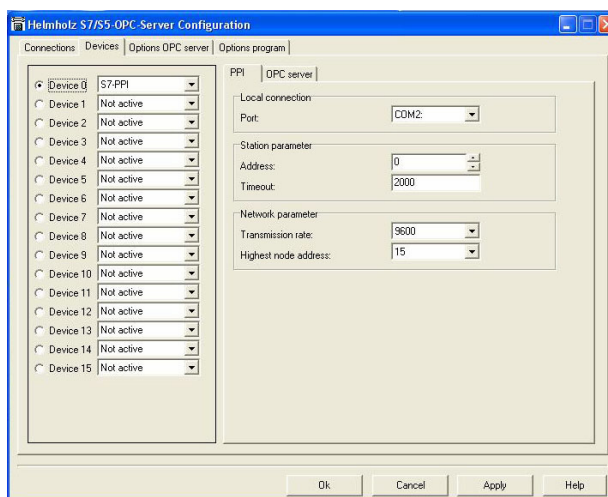 Helmholz S7/S5-OPC-Server Configuration
Connections Devices Options OPC server Options program
Device 0 S7-PPI
Device 1 Not active
Device 2 Not active
Device 3 Not active
Device 4 Not active
Device 5 Not active
Device 6 Not active
Device 7 Not active
Device 8 Not active
Device 9 Not active
Device 10 Not active
Device 11 Not active
Device 12 Not active
Device 13 Not active
Device 14 Not active
Device 15 Not active
PPI OPC server
Local connection
Port: COM2:
Station parameter
Address: 0
Timeout: 2000
Network parameter
Transmission rate: 9600
Highest node address: 15
Ok Cancel Apply Help